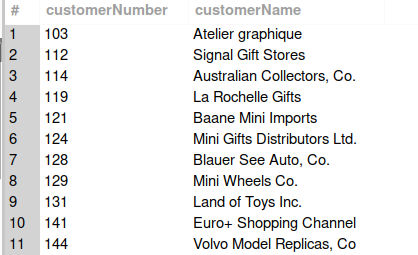 # customerNumber customerName
1 103 Atelier graphique
2 112 Signal Gift Stores
3 114 Australian Collectors, Co.
4 119 La Rochelle Gifts
5 121 Baane Mini Imports
6 124 Mini Gifts Distributors Ltd.
7 128 Blauer See Auto, Co.
8 129 Mini Wheels Co.
9 131 Land of Toys Inc.
10 141 Euro+ Shopping Channel
11 144 Volvo Model Replicas, Co